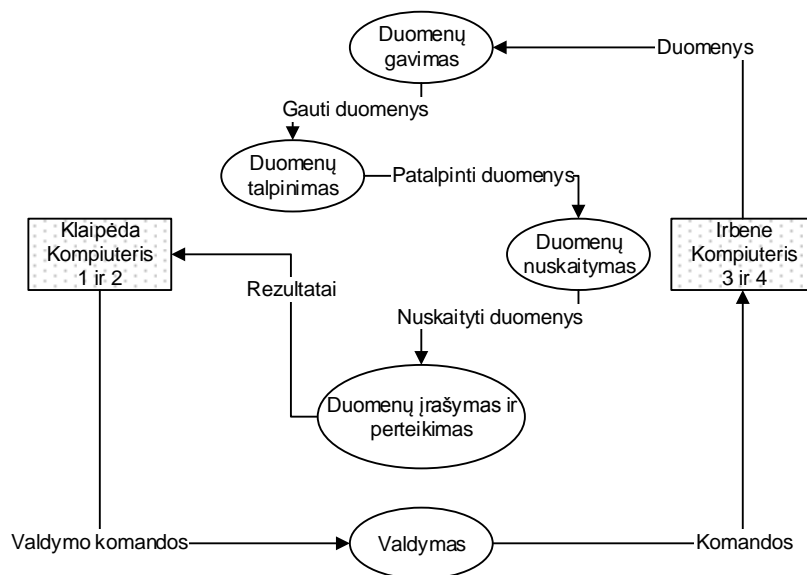 Duomenų
gavimas
Duomenys
Gauti duomenys
Duomenų
talpinimas
Patalpinti duomenys
Klaipėda
Kompiuteris
1 ir 2
Duomenų
nuskaitymas
Irbene
Kompiuteris
3 ir 4
Rezultatai
Nuskaityti duomenys
Duomenų įrašymas ir
perteikimas
Valdymo komandos
Valdymas
Komandos